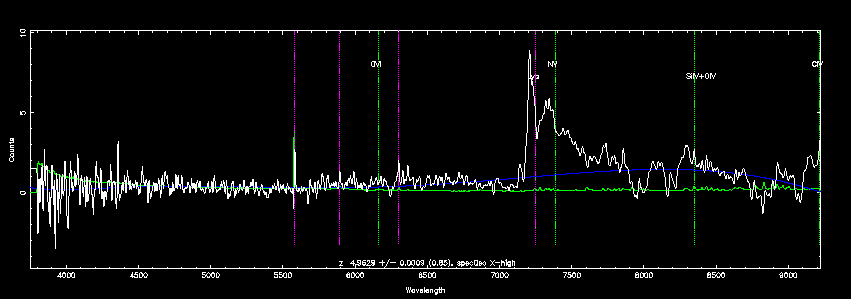 10
OVI
NV
Lya
SiIV+OIV
CIV
5
Counts
0
4000 4500 5000 5500 6000 6500 7000 7500 8000 8500 9000
z 4.9629 +/- 0.0009 (0.85), specQso X-high
Wavelength